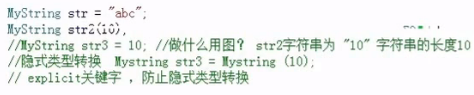 MyString str = "abc";
MyString str2(10),
//MyString str3 = 10; //做什么用图? str2字符串为 "10" 字符串的长度10
//隐式类型转换 Mystring str3 = Mystring (10);
// explicit关键字 ，防止隐式类型转换